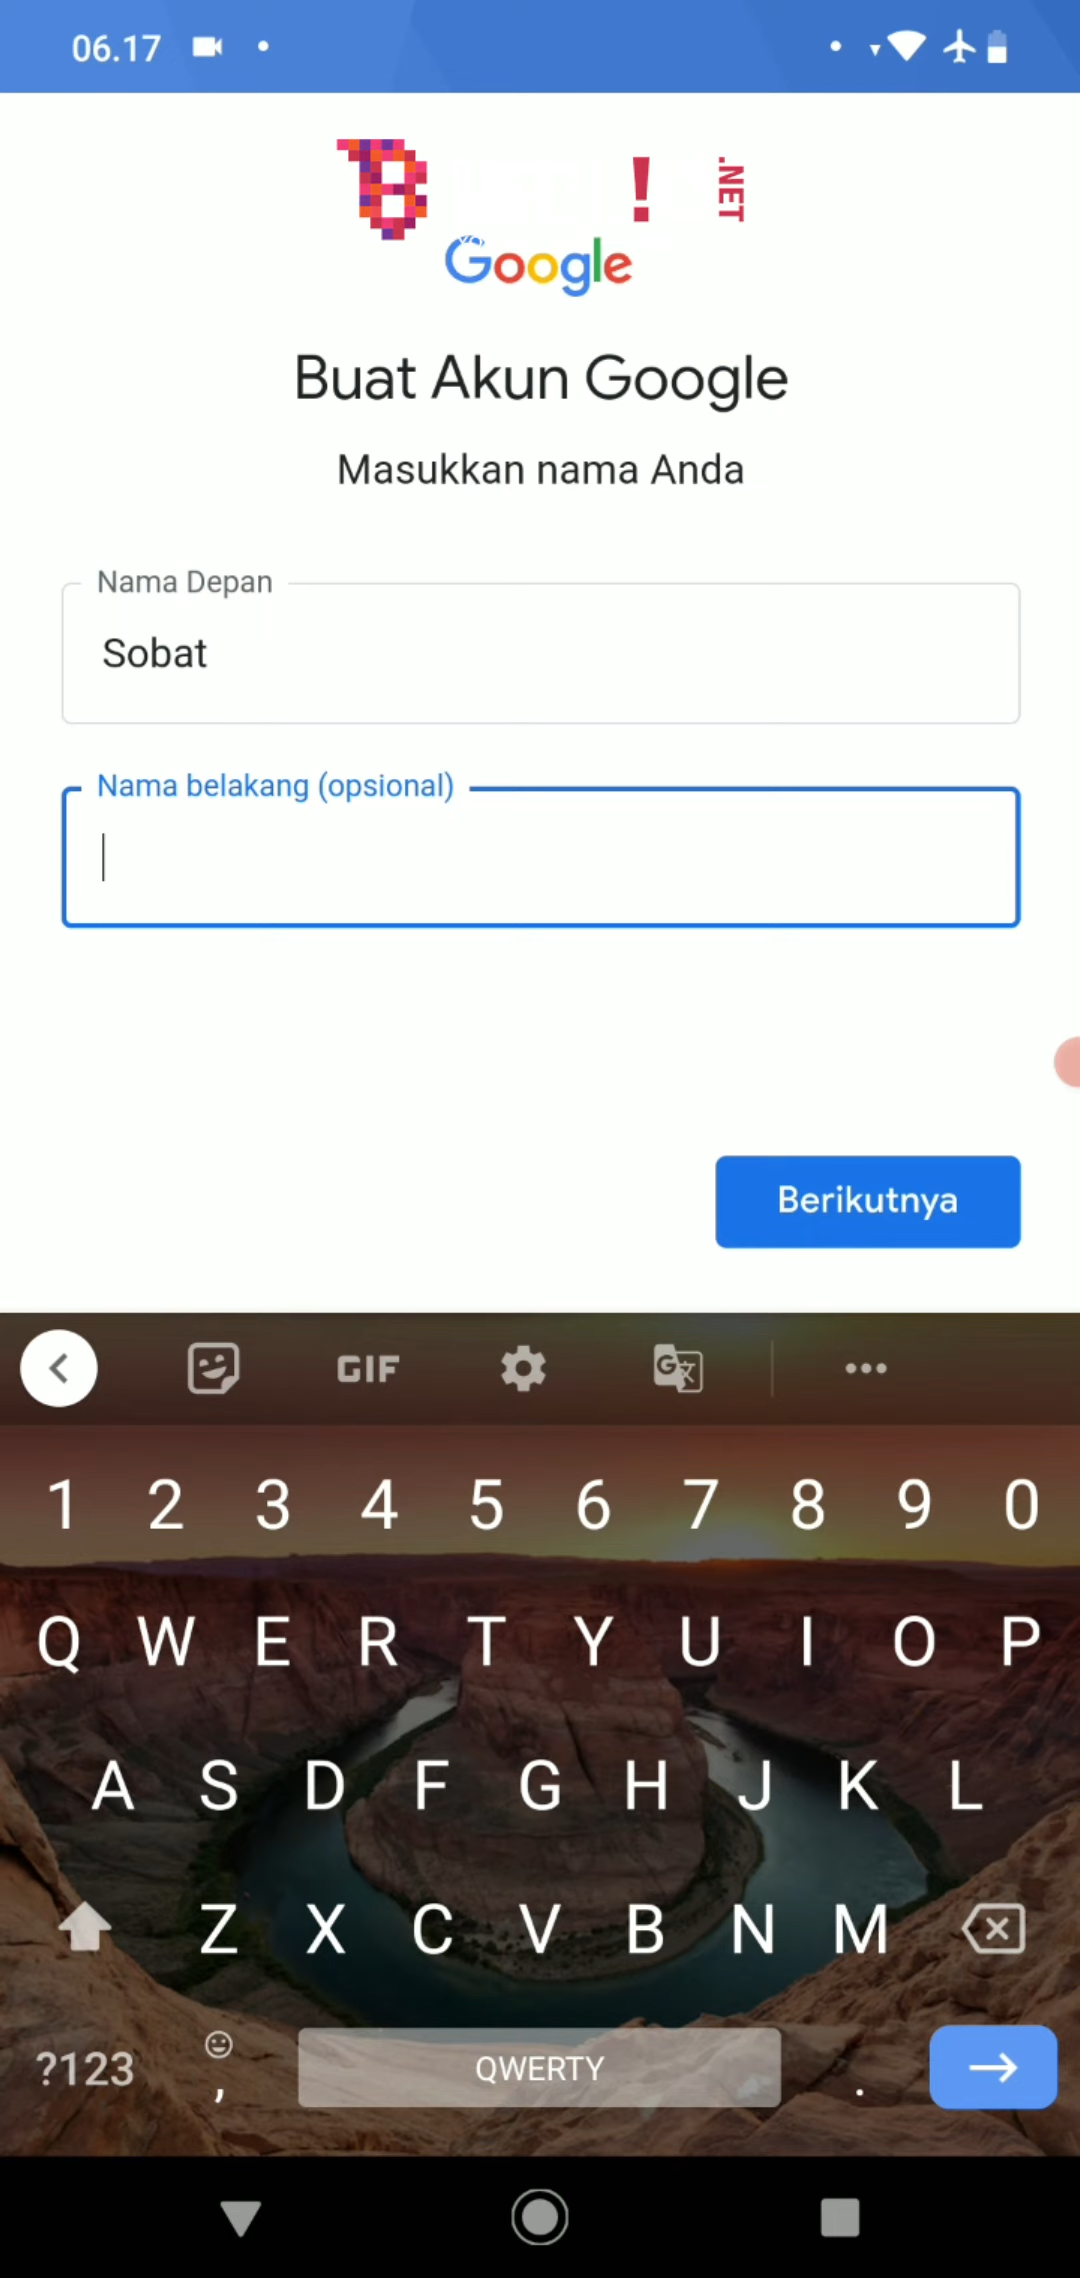 06.17
B ! .NET
Google
Buat Akun Google
Masukkan nama Anda
Nama Depan
Sobat
Nama belakang (opsional)
Berikutnya
GIF
1 2 3 4 5 6 7 8 9 0
Q W E R T Y U I O P
A S D F G H J K L
Z X C V B N M
?123 , QWERTY .